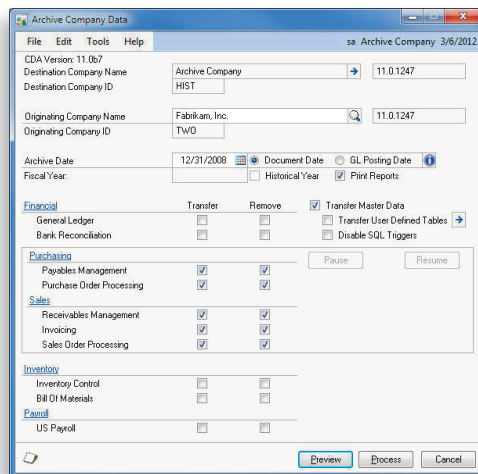 Archive Company Data
File Edit Tools Help sa Archive Company 3/6/2012
CDA Version: 11.0b7
Destination Company Name Archive Company 11.0.1247
Destination Company ID HIST
Originating Company Name Fabrikam, Inc. 11.0.1247
Originating Company ID TWO
Archive Date 12/31/2008 Document Date GL Posting Date
Fiscal Year: Historical Year Print Reports
Financial Transfer Remove Transfer Master Data
General Ledger Transfer User Defined Tables
Bank Reconciliation Disable SQL Triggers
Purchasing Pause Resume
Payables Management
Purchase Order Processing
Sales
Receivables Management
Invoicing
Sales Order Processing
Inventory
Inventory Control
Bill Of Materials
Payroll
US Payroll
Preview Process Cancel